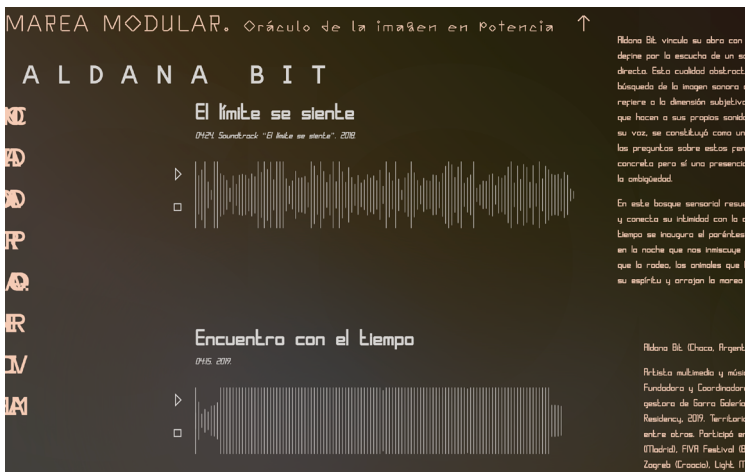 MAREA MODULAR. Oráculo de la imagen en Potencia ↑
ALDANA BIT
El límite se siente
04:24. Soundtrack "El límite se siente". 2018.
Encuentro con el tiempo
04:15. 2019.
Aldana Bit vincula su obra con
define por la escucha de un so
directa. Esta cualidad abstract
búsqueda de la imagen sonora
refiere a la dimensión subjetiva
que hacen a sus propios sonid
su voz, se constituyó como un
las preguntas sobre estos fen
concreta pero sí una presencia
la ambigüedad.
En este bosque sensorial resue
y conecta su intimidad con la
tiempo se inaugura el paréntes
en la noche que nos inmiscuye
que la rodea, los animales que
su espíritu y arrojan la marea
Aldana Bit (Chaco, Argent
Artista multimedia y músic
Fundadora y Coordinadora
gestora de Garra Galería
Residency, 2019. Territorio
entre otras. Participó en
(Madrid), FIVA Festival (B
Zagreb (Croacia), Light M